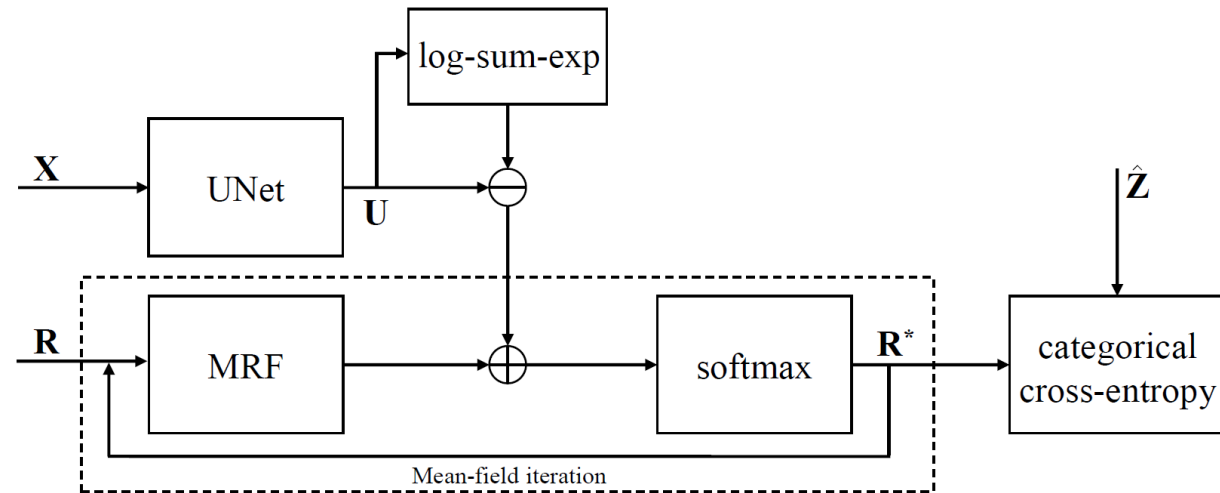 log-sum-exp
X
UNet
U
Ẑ
R
MRF
softmax
R*
categorical
cross-entropy
Mean-field iteration